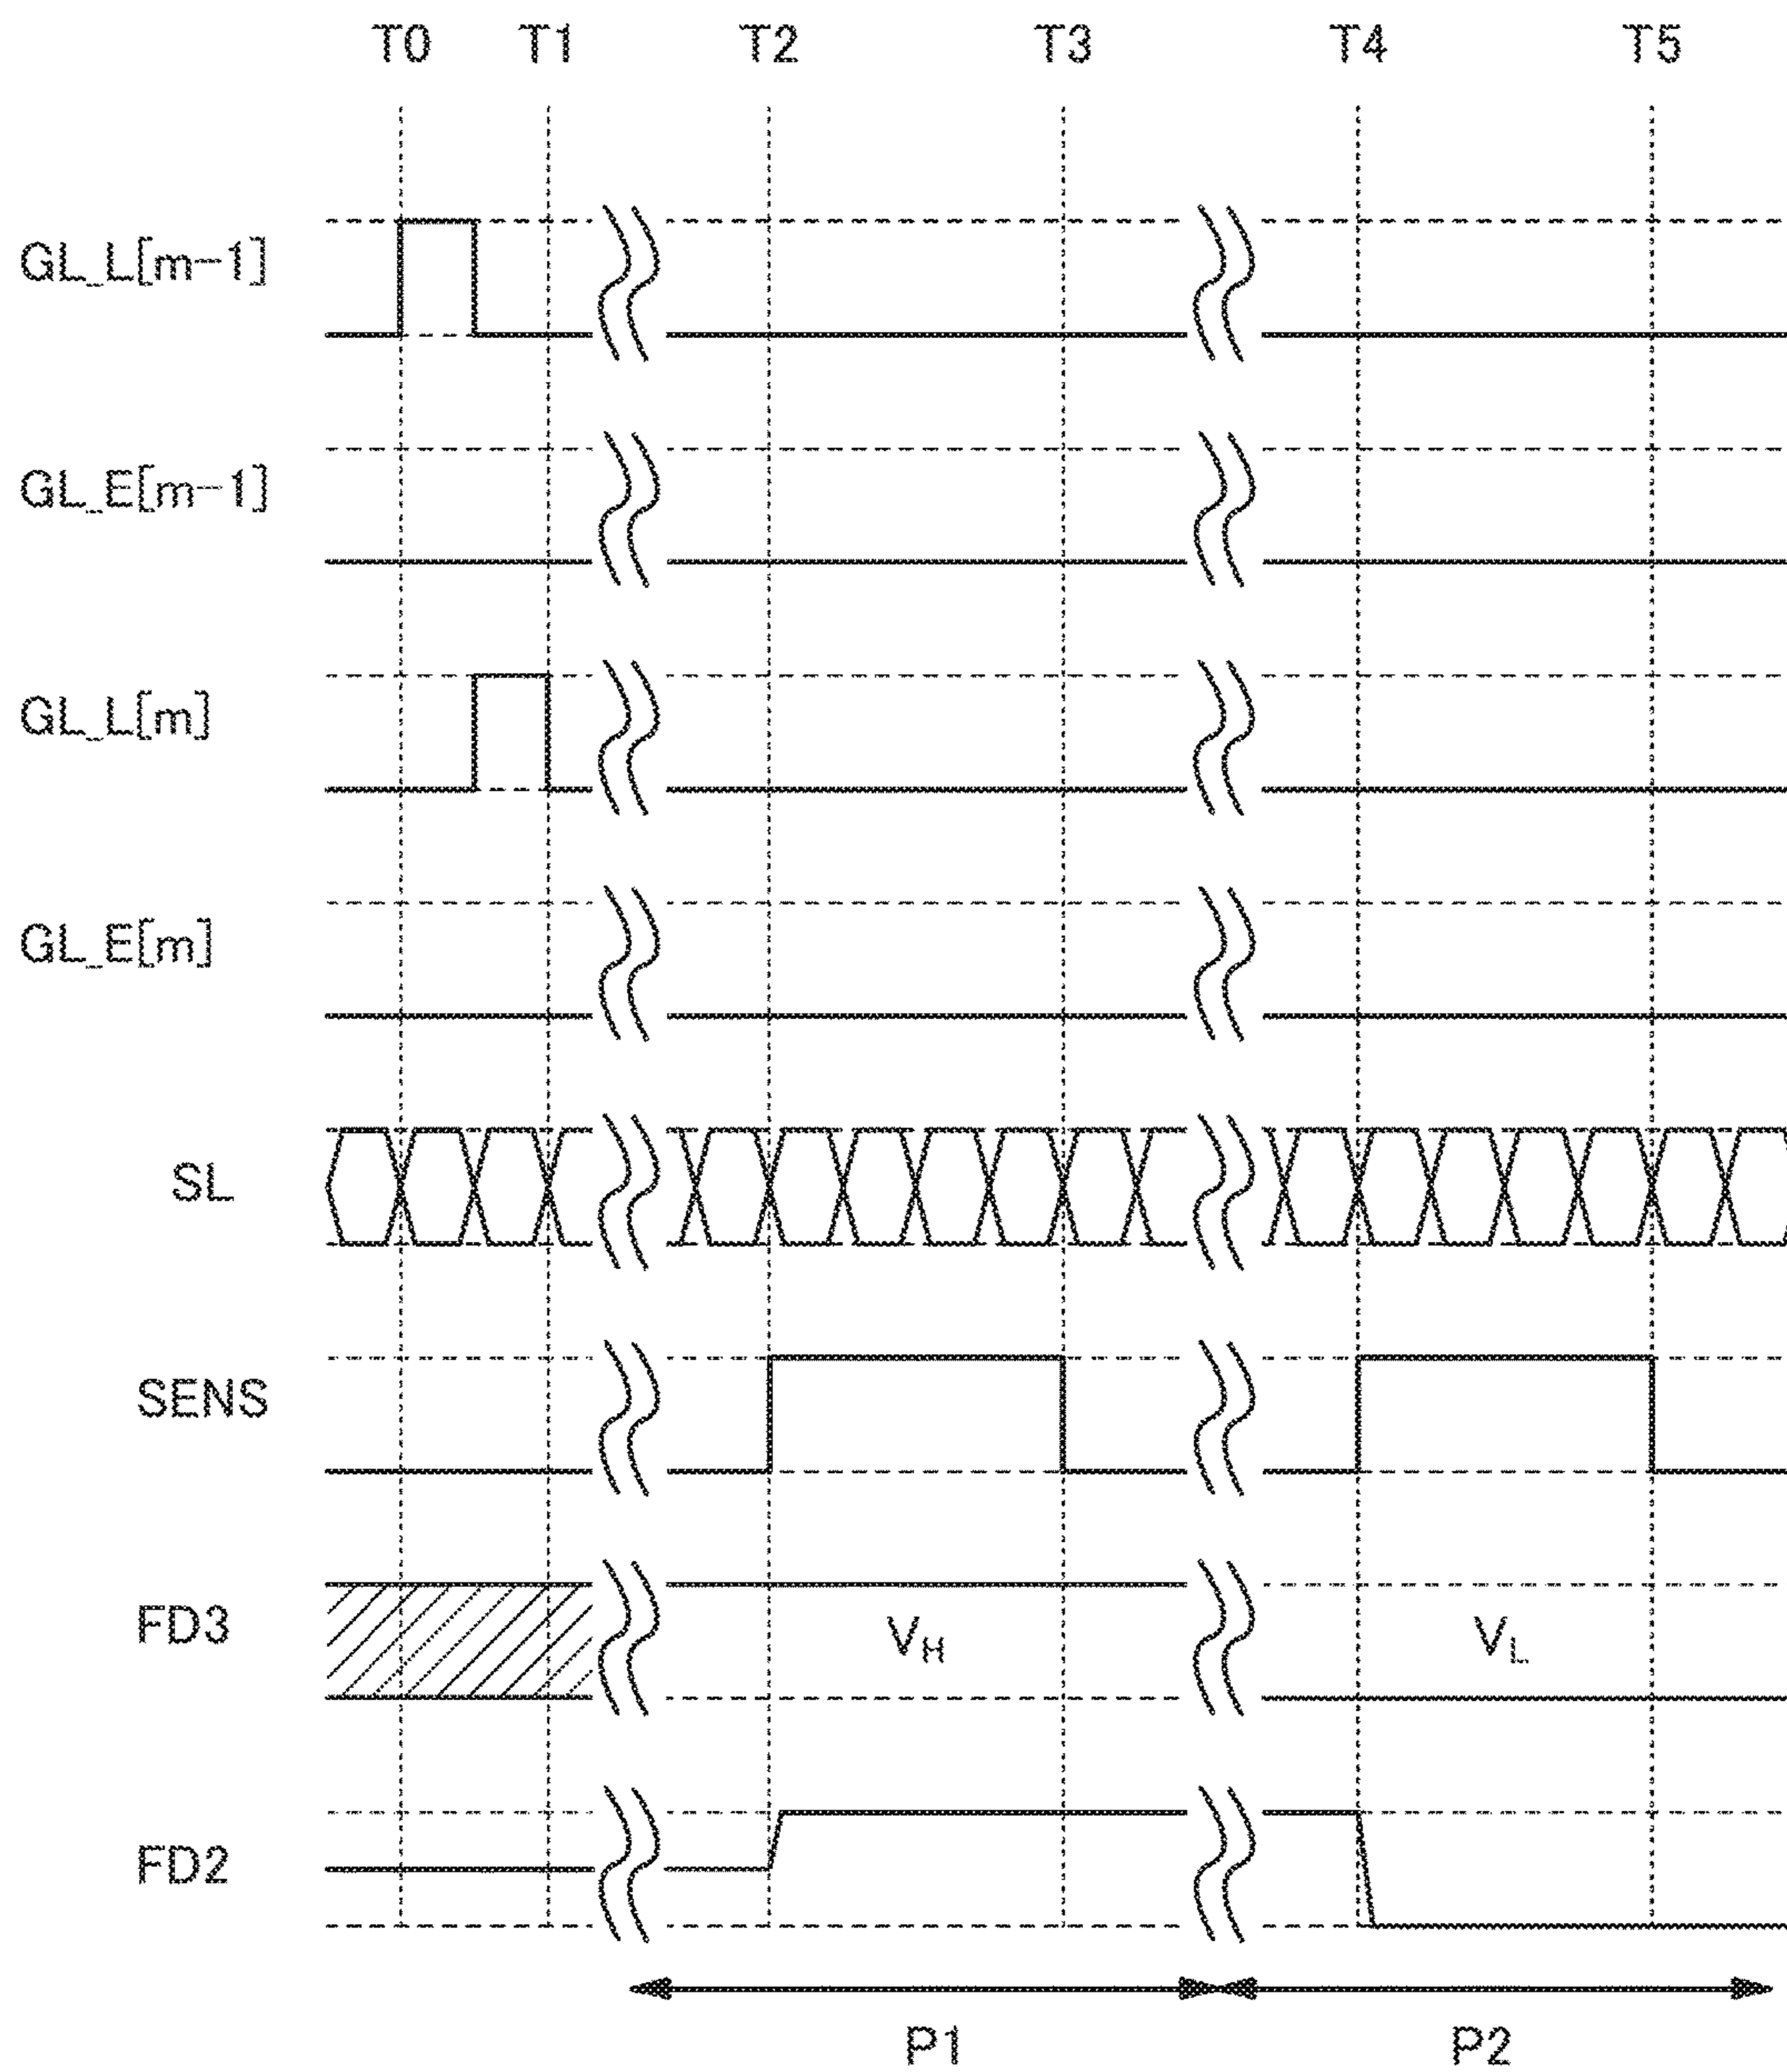 T0 T1 T2 T3 T4 T5
GL_L[m-1]
GL_E[m-1]
GL_L[m]
GL_E[m]
SL
SENS
FD3 VH VL
FD2
P1 P2